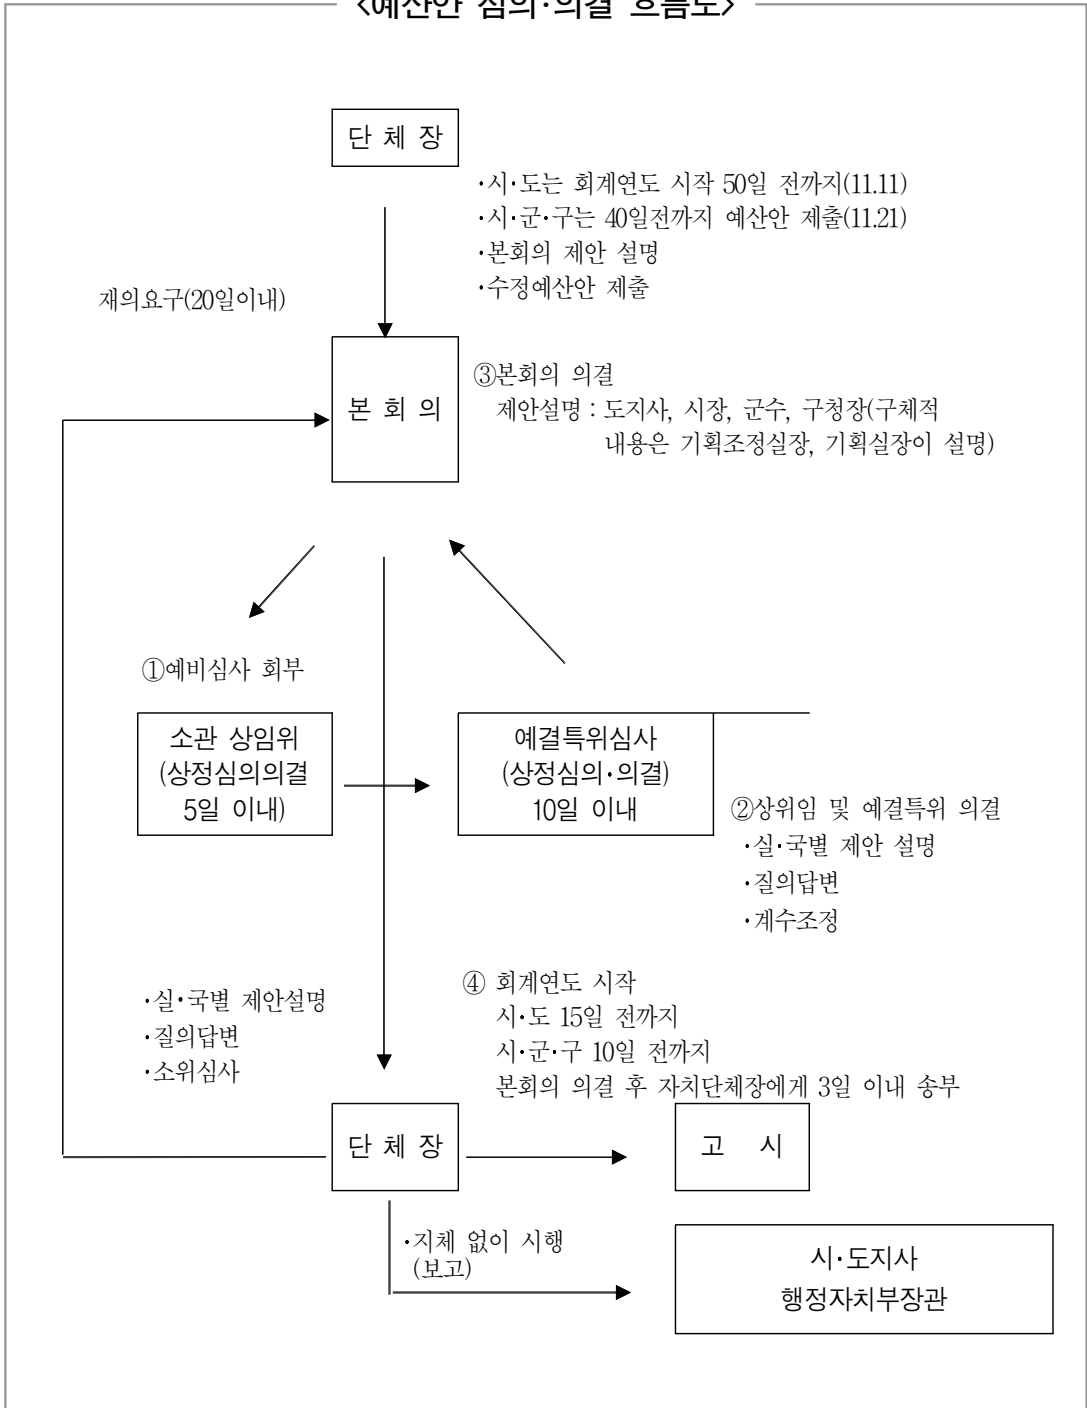 <예산안 심의·의결 흐름도>
단 체 장
·시·도는 회계연도 시작 50일 전까지(11.11)
·시·군·구는 40일전까지 예산안 제출(11.21)
·본회의 제안 설명
·수정예산안 제출
재의요구(20일이내)
본 회 의
③본회의 의결
제안설명 : 도지사, 시장, 군수, 구청장(구체적
내용은 기획조정실장, 기획실장이 설명)
①예비심사 회부
소관 상임위
(상정심의의결
5일 이내)
예결특위심사
(상정심의·의결)
10일 이내
②상위임 및 예결특위 의결
·실·국별 제안 설명
·질의답변
·계수조정
·실·국별 제안설명
·질의답변
·소위심사
④ 회계연도 시작
시·도 15일 전까지
시·군·구 10일 전까지
본회의 의결 후 자치단체장에게 3일 이내 송부
단 체 장
고 시
·지체 없이 시행
(보고)
시·도지사
행정자치부장관